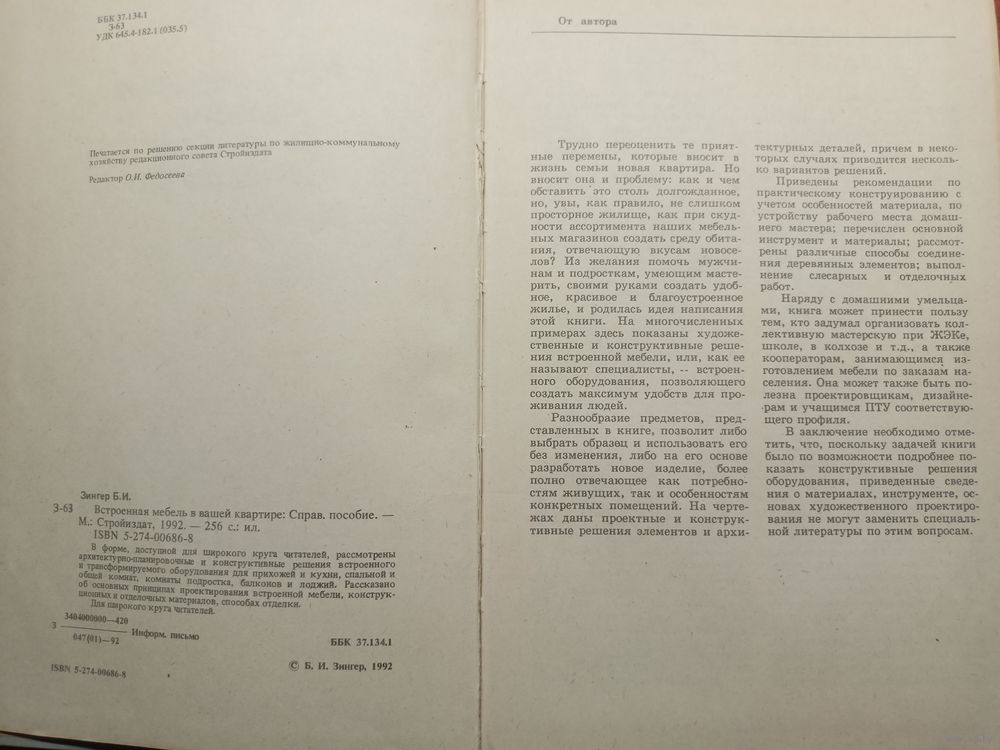 ББК 37.134.1
З-63
УДК 645.4-182.1 (035.5)
Печатается по решению секции литературы по жилищно-коммунальному
хозяйству редакционного совета Стройиздата
Редактор О.И. Федосеева
Зингер Б.И.
З-63 Встроенная мебель в вашей квартире: Справ. пособие. —
М.: Стройиздат, 1992. — 256 с.: ил.
ISBN 5-274-00686-8
В форме, доступной для широкого круга читателей, рассмотрены
архитектурно-планировочные и конструктивные решения встроенного
и трансформируемого оборудования для прихожей и кухни, спальной и
общей комнат, комнаты подростка, балконов и лоджий. Рассказано
об основных принципах проектирования встроенной мебели, конструк-
ционных и отделочных материалов, способах отделки.
Для широкого круга читателей.
3404000000—420
З
047(01)—92
Информ. письмо
ББК 37.134.1
ISBN 5-274-00686-8
© Б. И. Зингер, 1992
От автора
Трудно переоценить те прият-
ные перемены, которые вносит в
жизнь семьи новая квартира. Но
вносит она и проблему: как и чем
обставить это столь долгожданное,
но, увы, как правило, не слишком
просторное жилище, как при скуд-
ности ассортимента наших мебель-
ных магазинов создать среду обита-
ния, отвечающую вкусам новосе-
лов? Из желания помочь мужчи-
нам и подросткам, умеющим масте-
рить, своими руками создать удоб-
ное, красивое и благоустроенное
жилье, и родилась идея написания
этой книги. На многочисленных
примерах здесь показаны художе-
ственные и конструктивные реше-
ния встроенной мебели, или, как ее
называют специалисты, -- встроен-
ного оборудования, позволяющего
создать максимум удобств для про-
живания людей.
Разнообразие предметов, пред-
ставленных в книге, позволит либо
выбрать образец и использовать его
без изменения, либо на его основе
разработать новое изделие, более
полно отвечающее как потребно-
стям живущих, так и особенностям
конкретных помещений. На черте-
жах даны проектные и конструк-
тивные решения элементов и архи-
тектурных деталей, причем в неко-
торых случаях приводится несколь-
ко вариантов решений.
Приведены рекомендации по
практическому конструированию с
учетом особенностей материала, по
устройству рабочего места домаш-
него мастера; перечислен основной
инструмент и материалы; рассмот-
рены различные способы соедине-
ния деревянных элементов; выпол-
нение слесарных и отделочных
работ.
Наряду с домашними умельца-
ми, книга может принести пользу
тем, кто задумал организовать кол-
лективную мастерскую при ЖЭКе,
школе, в колхозе и т.д., а также
кооператорам, занимающимся из-
готовлением мебели по заказам на-
селения. Она может также быть по-
лезна проектировщикам, дизайне-
рам и учащимся ПТУ соответствую-
щего профиля.
В заключение необходимо отме-
тить, что, поскольку задачей книги
было по возможности подробнее по-
казать конструктивные решения
оборудования, приведенные сведе-
ния о материалах, инструменте, ос-
новах художественного проектиро-
вания не могут заменить специаль-
ной литературы по этим вопросам.